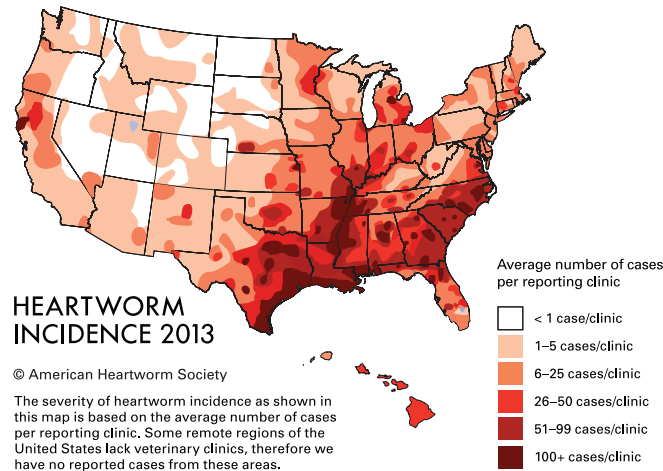 HEARTWORM
INCIDENCE 2013
© American Heartworm Society
The severity of heartworm incidence as shown in
this map is based on the average number of cases
per reporting clinic. Some remote regions of the
United States lack veterinary clinics, therefore we
have no reported cases from these areas.
Average number of cases
per reporting clinic
< 1 case/clinic
1–5 cases/clinic
6–25 cases/clinic
26–50 cases/clinic
51–99 cases/clinic
100+ cases/clinic